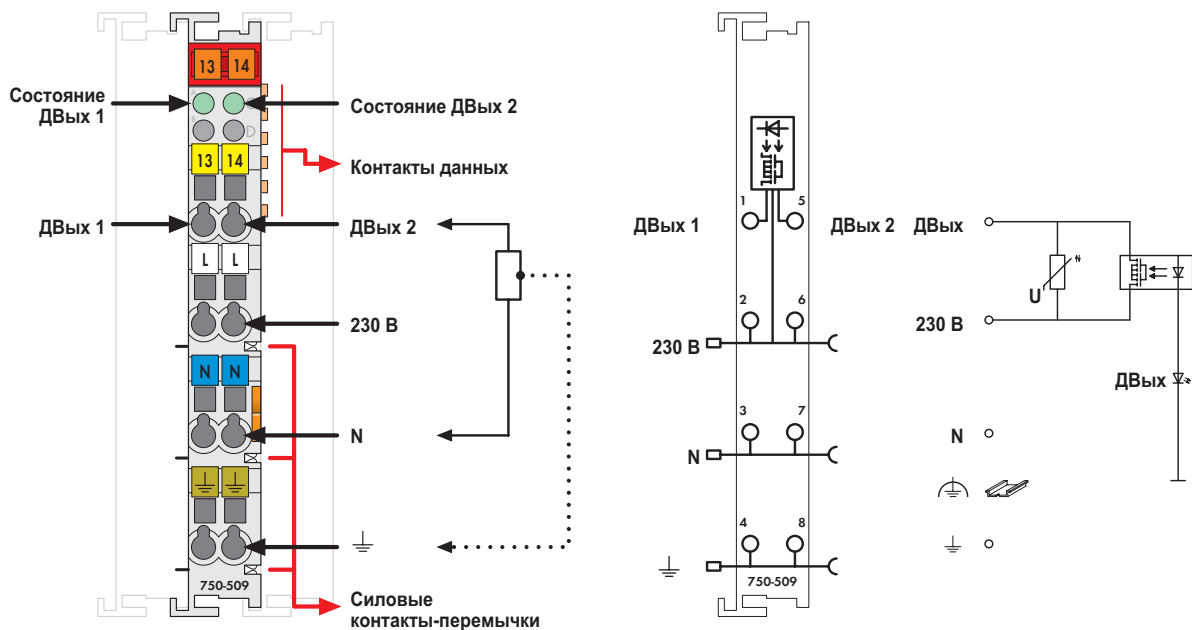 13 14
A C
B D
Состояние
ДВых 1
Состояние ДВых 2
13 14
Контакты данных
ДВых 1
ДВых 2
L L
230 В
N N
N
750-509
Силовые
контакты-перемычки
1 5
ДВых 1
ДВых 2
2 6
230 В
3 7
N
4 8
750-509
ДВых
U
230 В
ДВых
N